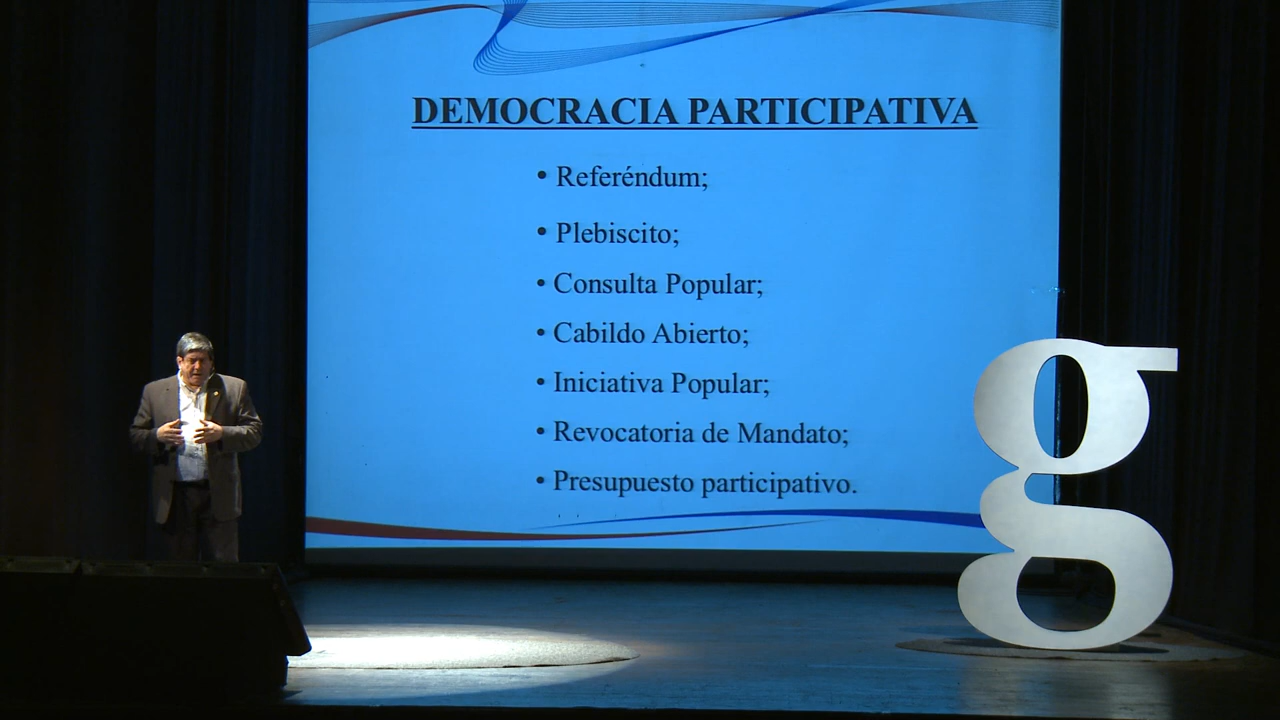 DEMOCRACIA PARTICIPATIVA
• Referéndum;
• Plebiscito;
• Consulta Popular;
• Cabildo Abierto;
• Iniciativa Popular;
• Revocatoria de Mandato;
• Presupuesto participativo.
g